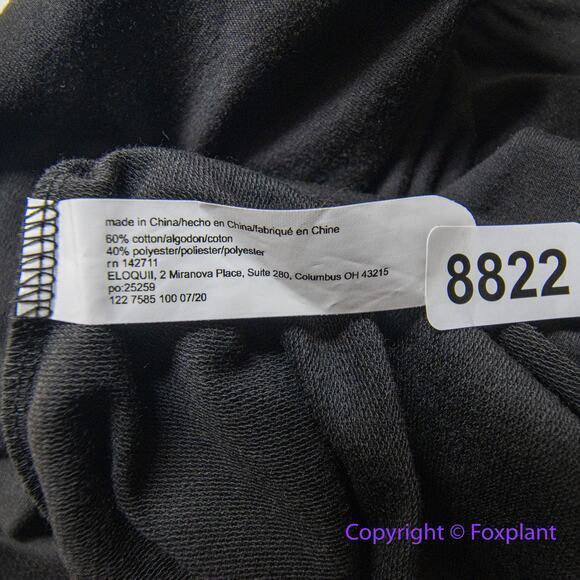 made in China/hecho en China/fabriqué en Chine
60% cotton/algodon/coton
40% polyester/poliester/polyester
rn 142711
ELOQUII, 2 Miranova Place, Suite 280, Columbus OH 43215
po:25259
122 7585 100 07/20
8822
Copyright © Foxplant